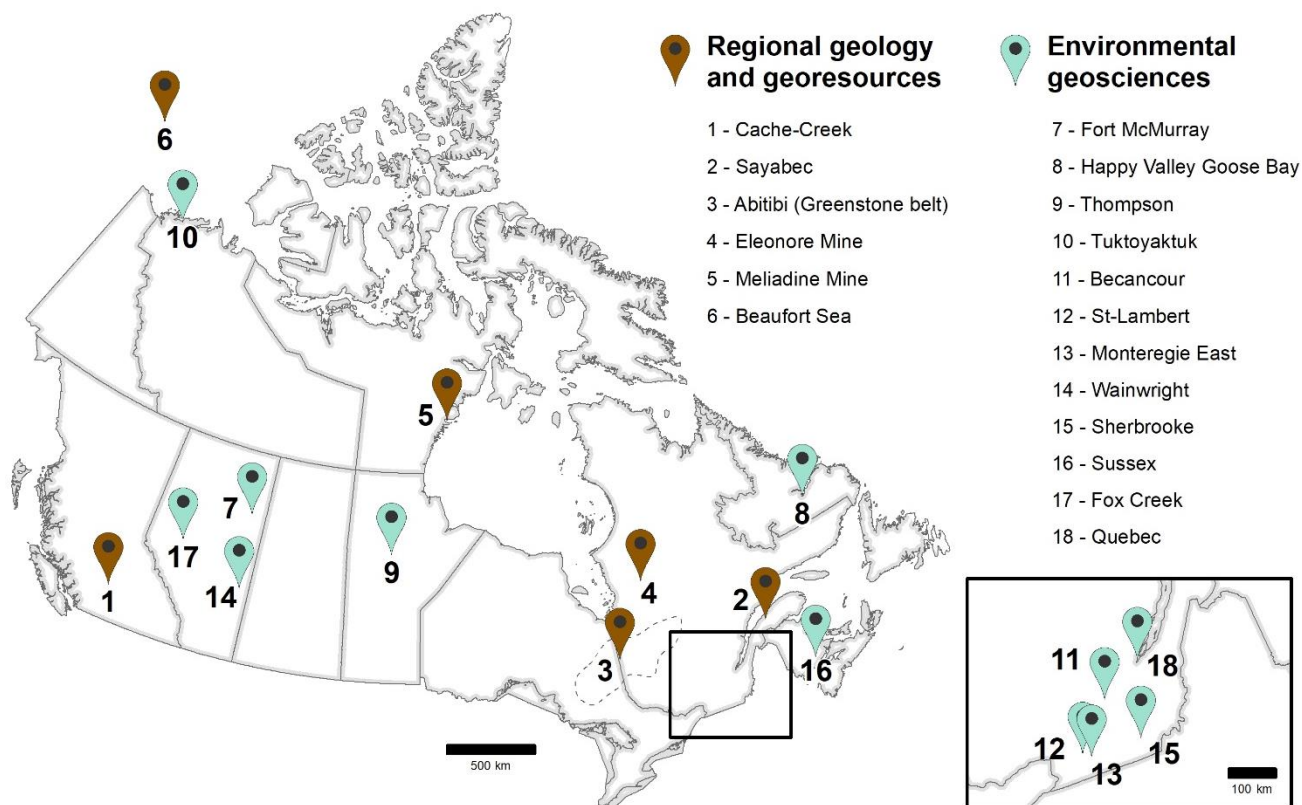 Regional geology
and georesources
1 - Cache-Creek
2 - Sayabec
3 - Abitibi (Greenstone belt)
4 - Eleonore Mine
5 - Meliadine Mine
6 - Beaufort Sea
Environmental
geosciences
7 - Fort McMurray
8 - Happy Valley Goose Bay
9 - Thompson
10 - Tuktoyaktuk
11 - Becancour
12 - St-Lambert
13 - Monteregie East
14 - Wainwright
15 - Sherbrooke
16 - Sussex
17 - Fox Creek
18 - Quebec
6
10
5
7
8
17
9
14
1
4
2
3
16
500 km
11
18
12
13
15
100 km